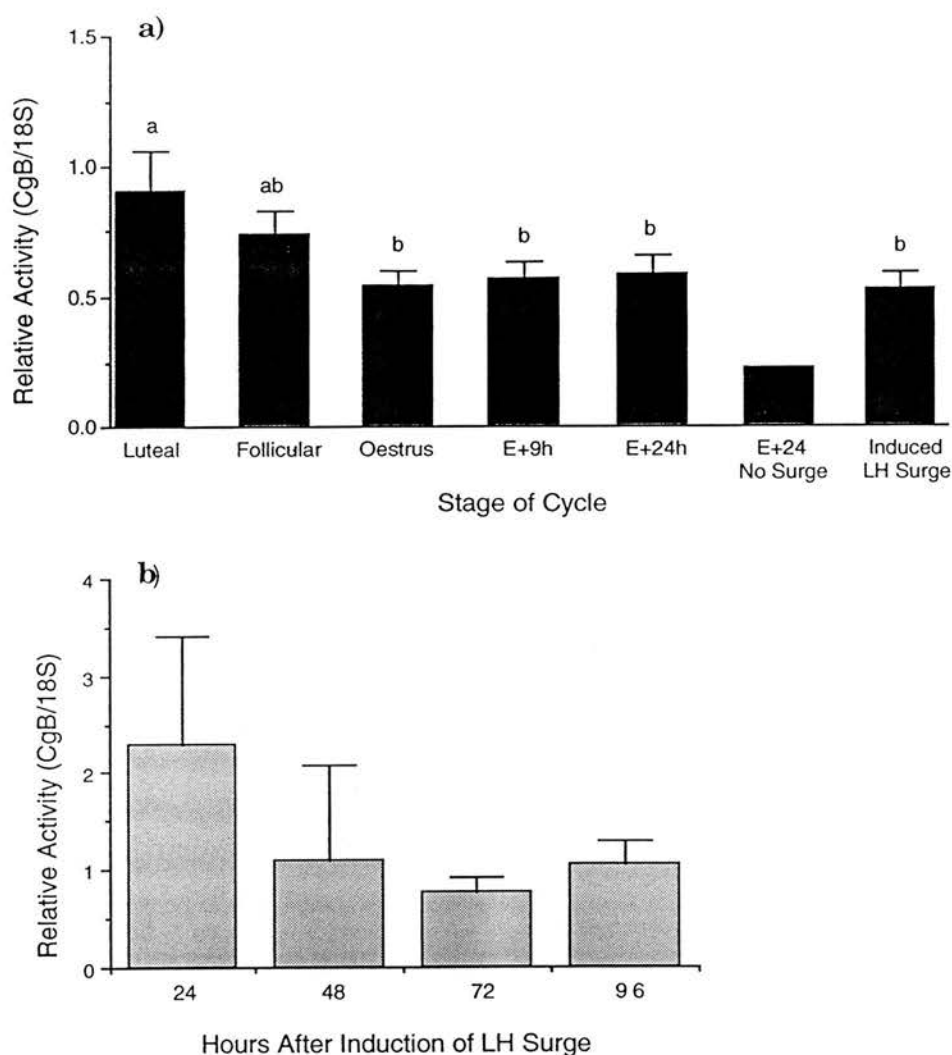 a)
1.5
1.0
0.5
0.0
Relative Activity (CgB/18S)
a
ab
b
b
b
b
Luteal
Follicular
Oestrus
E+9h
E+24h
E+24
No Surge
Induced
LH Surge
Stage of Cycle
b)
4
3
2
1
0
Relative Activity (CgB/18S)
24
48
72
96
Hours After Induction of LH Surge